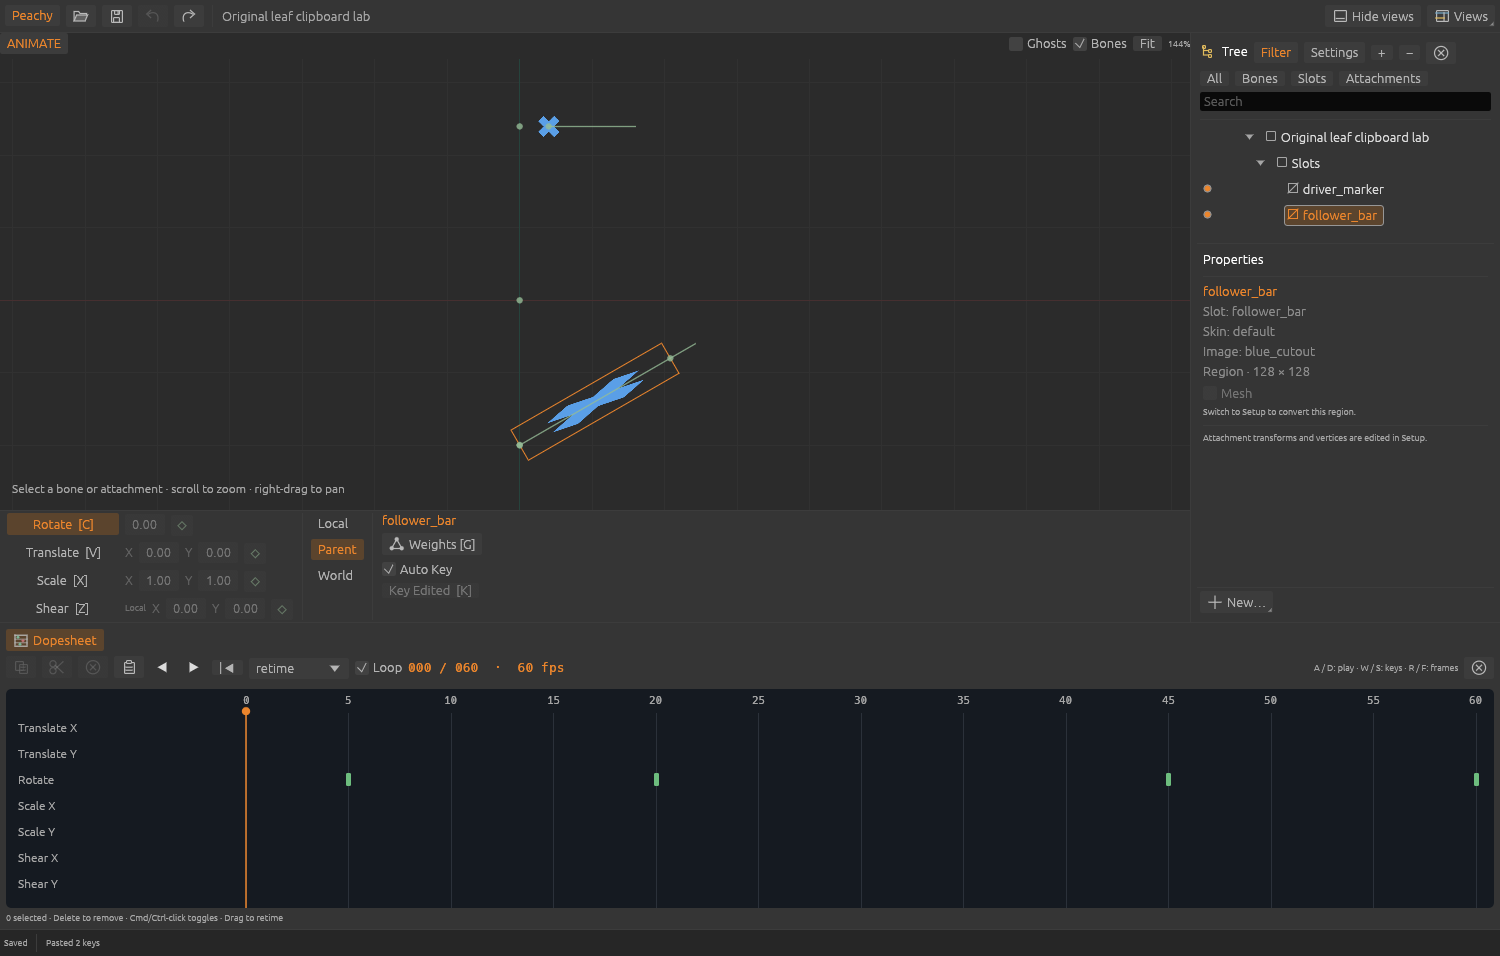 Peachy
Original leaf clipboard lab
Hide views
Views
ANIMATE
Ghosts
Bones
Fit
144%
Tree
Filter
Settings
+
−
All
Bones
Slots
Attachments
Search
Original leaf clipboard lab
Slots
driver_marker
follower_bar
Properties
follower_bar
Slot: follower_bar
Skin: default
Image: blue_cutout
Region · 128 × 128
Mesh
Switch to Setup to convert this region.
Attachment transforms and vertices are edited in Setup.
New...
Select a bone or attachment · scroll to zoom · right-drag to pan
Rotate [C] 0.00
Translate [V] X 0.00 Y 0.00
Scale [X] X 1.00 Y 1.00
Shear [Z] Local X 0.00 Y 0.00
Local
Parent
World
follower_bar
Weights [G]
Auto Key
Key Edited [K]
Dopesheet
retime
Loop
000 / 060 · 60 fps
A / D: play · W / S: keys · R / F: frames
0 5 10 15 20 25 30 35 40 45 50 55 60
Translate X
Translate Y
Rotate
Scale X
Scale Y
Shear X
Shear Y
0 selected · Delete to remove · Cmd/Ctrl-click toggles · Drag to retime
Saved
Pasted 2 keys